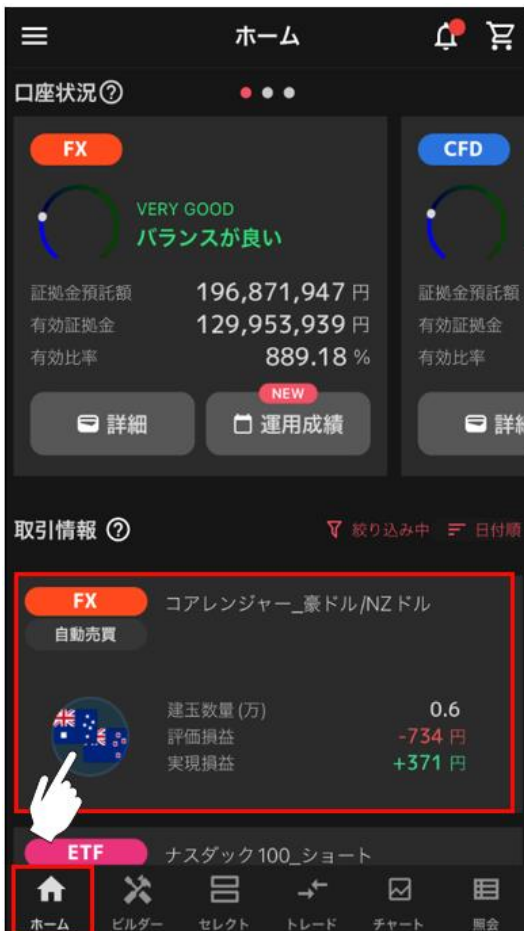 ホーム
口座状況?
FX
CFD
VERY GOOD
バランスが良い
証拠金預託額 196,871,947 円
証拠金預託額
有効証拠金 129,953,939 円
有効証拠金
有効比率 889.18 %
有効比率
NEW
詳細
運用成績
詳細
取引情報 ?
絞り込み中
日付順
FX
コアレンジャー_豪ドル/NZドル
自動売買
建玉数量(万) 0.6
評価損益 -734 円
実現損益 +371 円
ETF
ナスダック100_ショート
ホーム ビルダー セレクト トレード チャート 照会